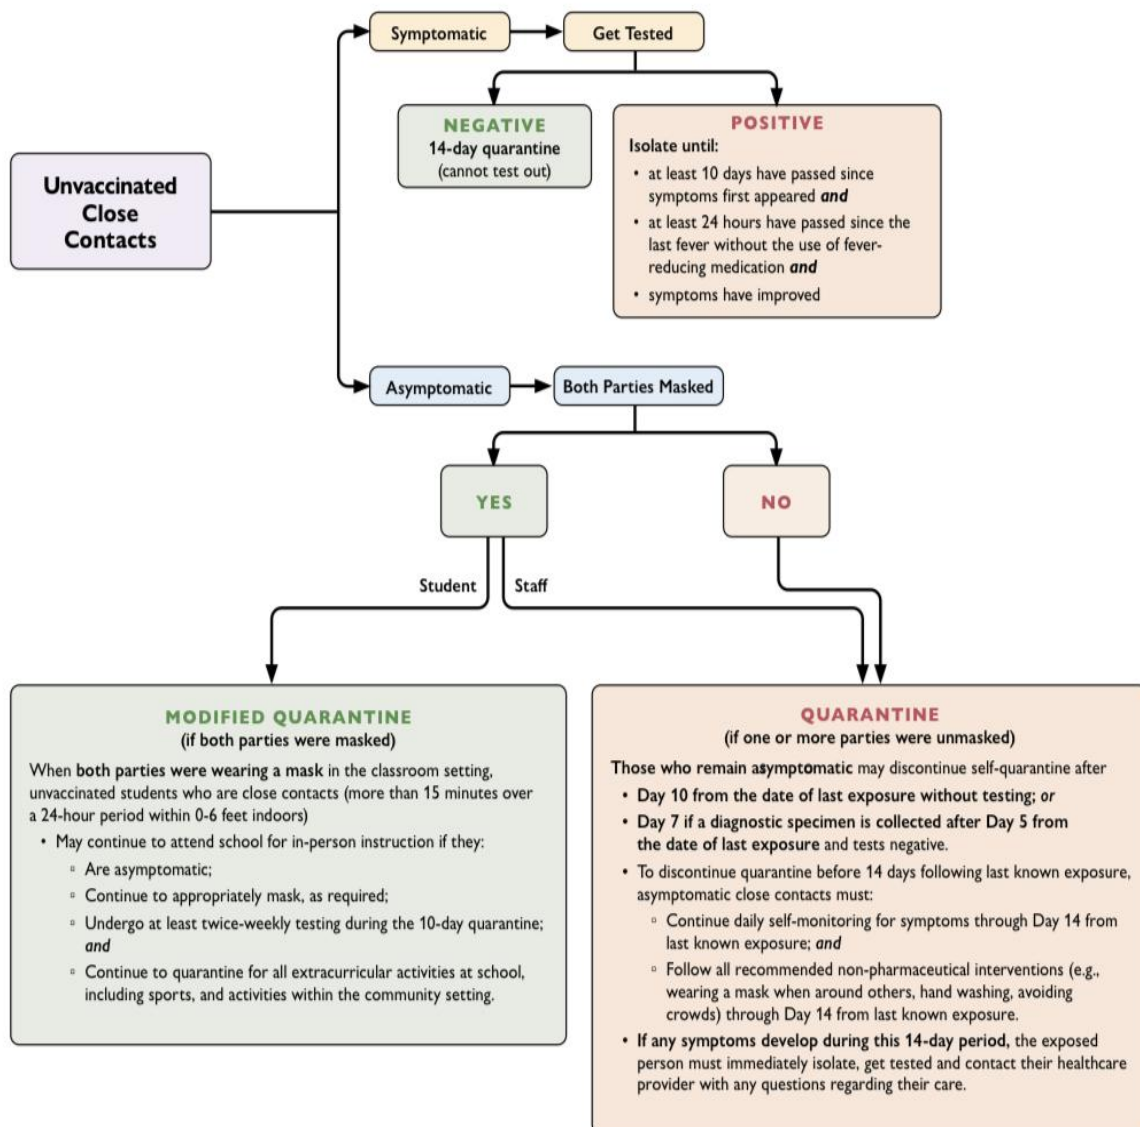 Symptomatic
Get Tested
NEGATIVE
14-day quarantine
(cannot test out)
POSITIVE
Isolate until:
• at least 10 days have passed since
symptoms first appeared and
• at least 24 hours have passed since the
last fever without the use of fever-
reducing medication and
• symptoms have improved
Unvaccinated
Close
Contacts
Asymptomatic
Both Parties Masked
YES
NO
Student
Staff
MODIFIED QUARANTINE
(if both parties were masked)
When both parties were wearing a mask in the classroom setting,
unvaccinated students who are close contacts (more than 15 minutes over
a 24-hour period within 0-6 feet indoors)
• May continue to attend school for in-person instruction if they:
▫ Are asymptomatic;
▫ Continue to appropriately mask, as required;
▫ Undergo at least twice-weekly testing during the 10-day quarantine;
and
▫ Continue to quarantine for all extracurricular activities at school,
including sports, and activities within the community setting.
QUARANTINE
(if one or more parties were unmasked)
Those who remain asymptomatic may discontinue self-quarantine after
• Day 10 from the date of last exposure without testing; or
• Day 7 if a diagnostic specimen is collected after Day 5 from
the date of last exposure and tests negative.
• To discontinue quarantine before 14 days following last known exposure,
asymptomatic close contacts must:
▫ Continue daily self-monitoring for symptoms through Day 14 from
last known exposure; and
▫ Follow all recommended non-pharmaceutical interventions (e.g.,
wearing a mask when around others, hand washing, avoiding
crowds) through Day 14 from last known exposure.
• If any symptoms develop during this 14-day period, the exposed
person must immediately isolate, get tested and contact their healthcare
provider with any questions regarding their care.